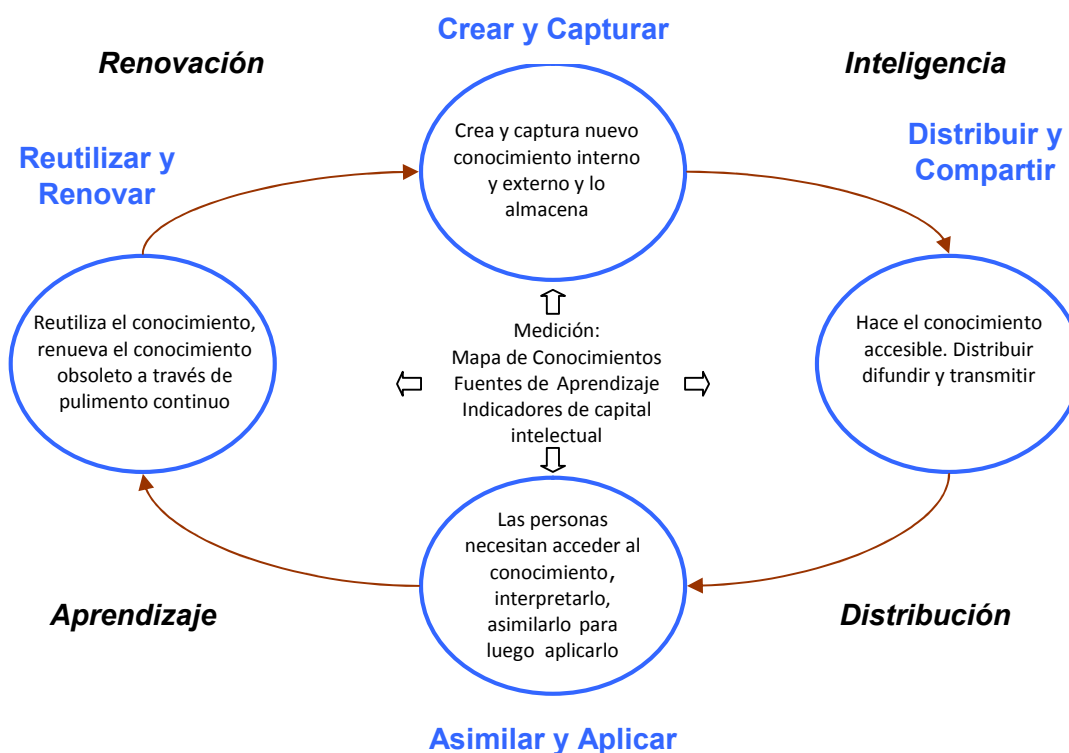 Crear y Capturar
Renovación
Inteligencia
Crea y captura nuevo
conocimiento interno
y externo y lo
almacena
Distribuir y
Compartir
Reutilizar y
Renovar
Reutiliza el conocimiento,
renueva el conocimiento
obsoleto a través de
pulimento continuo
Medición:
Mapa de Conocimientos
Fuentes de Aprendizaje
Indicadores de capital
intelectual
Hace el conocimiento
accesible. Distribuir
difundir y transmitir
Las personas
necesitan acceder al
conocimiento,
interpretarlo,
asimilarlo para
luego aplicarlo
Aprendizaje
Distribución
Asimilar y Aplicar